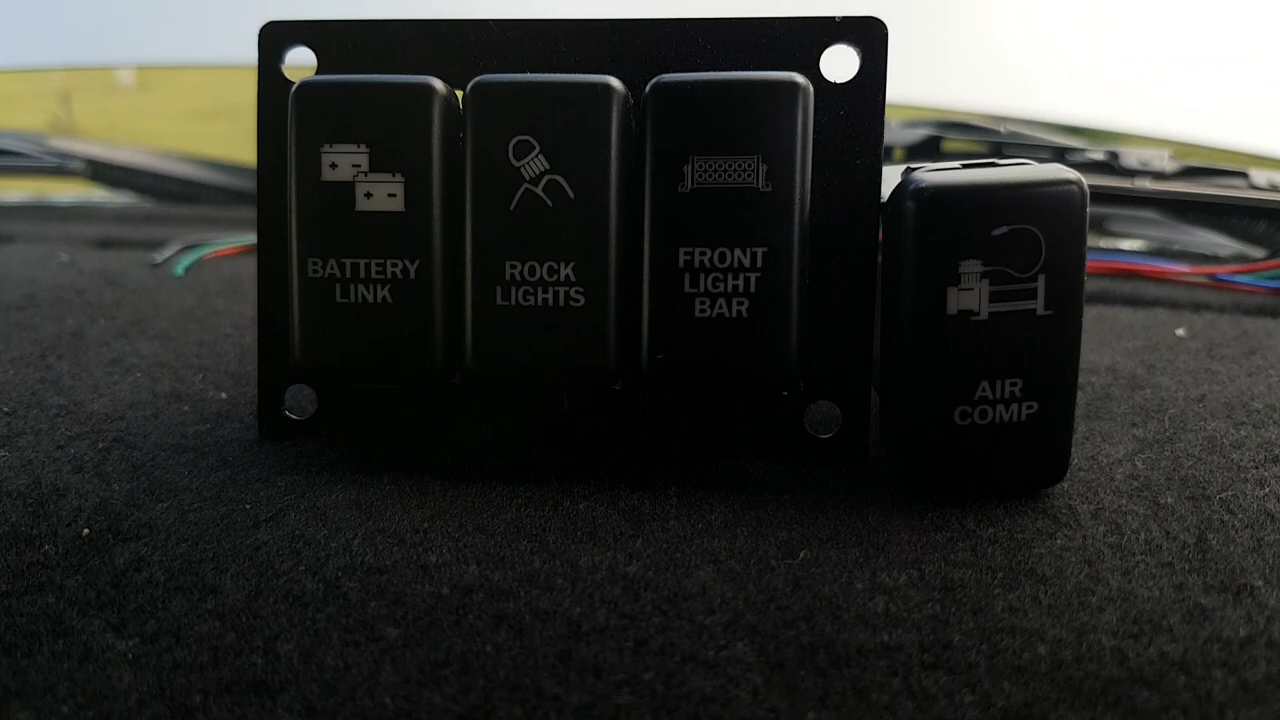 BATTERY
LINK
ROCK
LIGHTS
FRONT
LIGHT
BAR
AIR
COMP